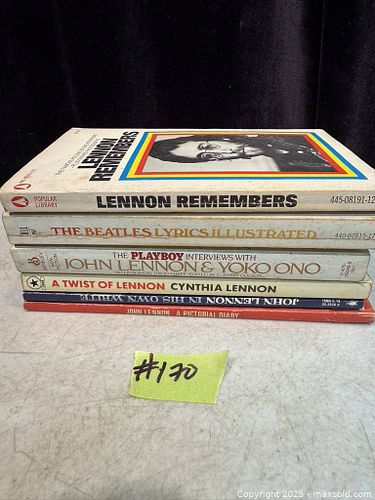 LENNON
REMEMBERS
POPULAR
LIBRARY
LENNON REMEMBERS
445-08191-12
THE BEATLES LYRICS ILLUSTRATED
THE PLAYBOY INTERVIEWS WITH
JOHN LENNON & YOKO ONO
A TWIST OF LENNON CYNTHIA LENNON
JOHN LENNON IN HIS OWN WRITE
JOHN LENNON A PICTORIAL DIARY
#170
Copyright © 2025 - maxsold.com